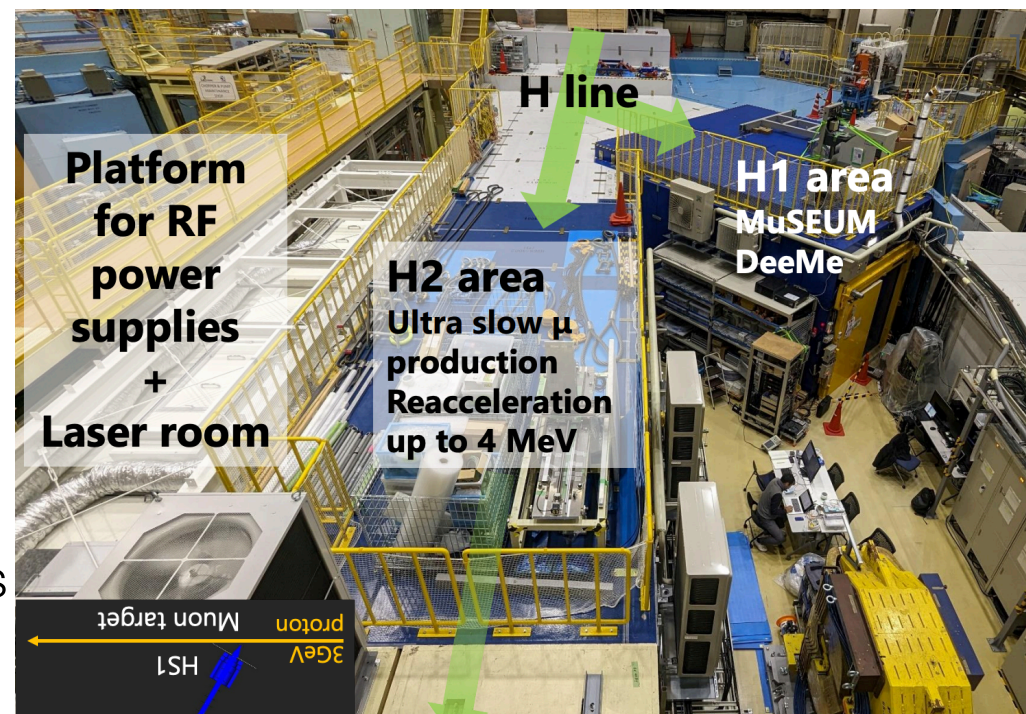 H line
Platform
for RF
power
supplies
+
Laser room
H1 area
MuSEUM
DeeMe
H2 area
Ultra slow μ
production
Reacceleration
up to 4 MeV
s
Muon target
proton
3GeV
HS1